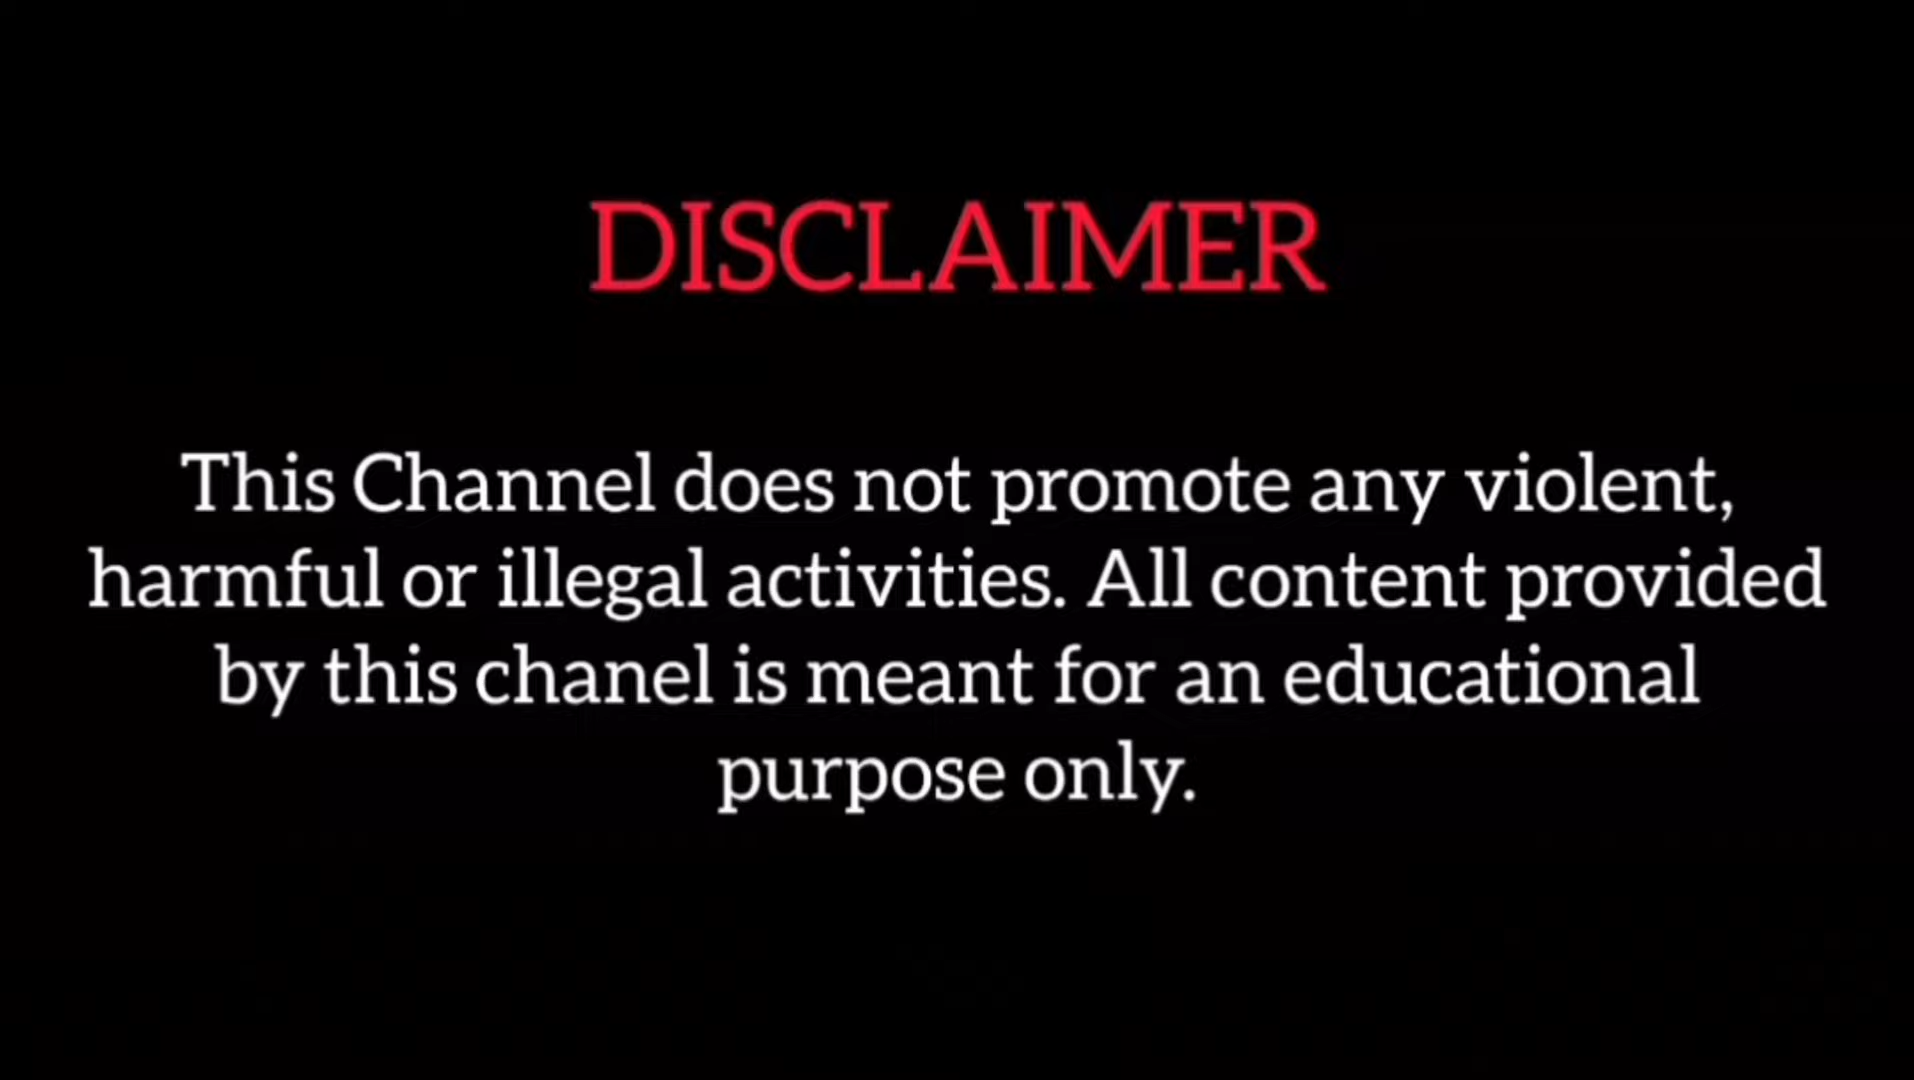 DISCLAIMER
This Channel does not promote any violent,
harmful or illegal activities. All content provided
by this chanel is meant for an educational
purpose only.